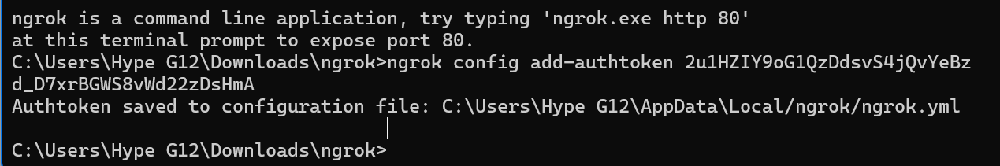 ngrok is a command line application, try typing 'ngrok.exe http 80'
at this terminal prompt to expose port 80.
C:\Users\Hype G12\Downloads\ngrok>ngrok config add-authtoken 2u1HZIY9oG1QzDdsvS4jQvYeBz
d_D7xrBGWS8vWd22zDsHmA
Authtoken saved to configuration file: C:\Users\Hype G12\AppData\Local/ngrok/ngrok.yml
C:\Users\Hype G12\Downloads\ngrok>